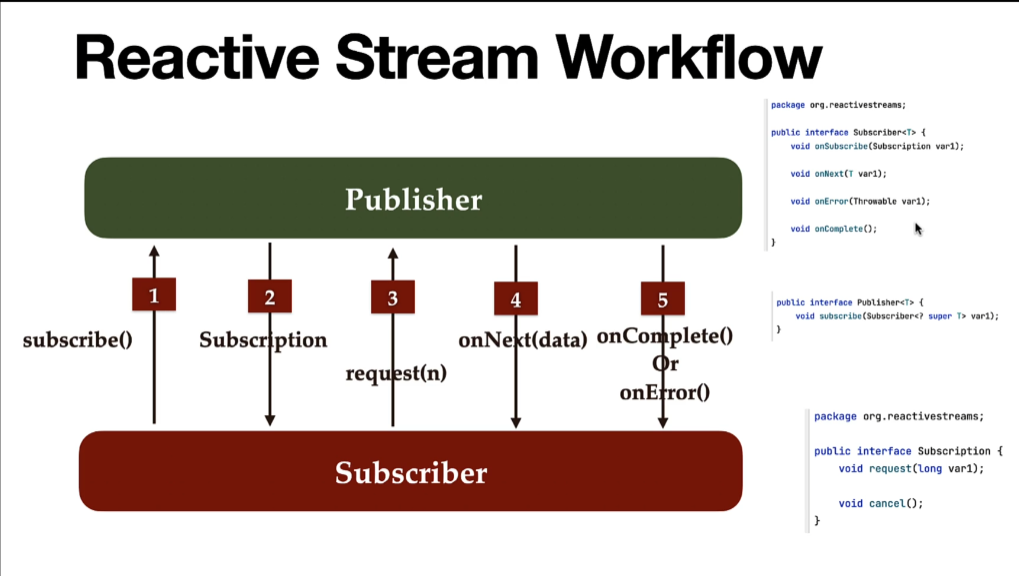 Reactive Stream Workflow
Publisher
1
2
3
4
5
subscribe()
Subscription
request(n)
onNext(data)
onComplete()
Or
onError()
Subscriber
package org.reactivestreams;
public interface Subscriber<T> {
void onSubscribe(Subscription var1);
void onNext(T var1);
void onError(Throwable var1);
void onComplete();
}
public interface Publisher<T> {
void subscribe(Subscriber<? super T> var1);
}
package org.reactivestreams;
public interface Subscription {
void request(long var1);
void cancel();
}